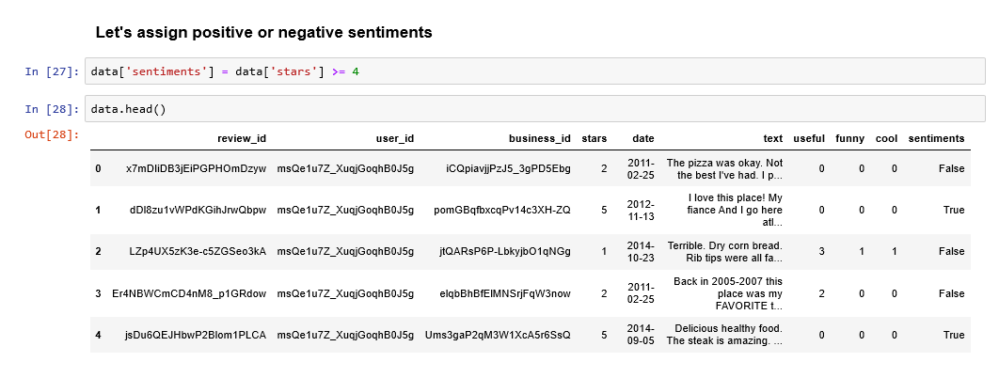 Let's assign positive or negative sentiments
In [27]: data['sentiments'] = data['stars'] >= 4
In [28]: data.head()
Out[28]:
review_id user_id business_id stars date text useful funny cool sentiments
0 x7mDIiDB3jEiPGPHOmDzyw msQe1u7Z_XuqjGoqhB0J5g iCQpiavjjPzJ5_3gPD5Ebg 2 2011-02-25 The pizza was okay. Not the best I've had. I p... 0 0 0 False
1 dDl8zu1vWPdKGihJrwQbpw msQe1u7Z_XuqjGoqhB0J5g pomGBqfbxcqPv14c3XH-ZQ 5 2012-11-13 I love this place! My fiance And I go here atl... 0 0 0 True
2 LZp4UX5zK3e-c5ZGSeo3kA msQe1u7Z_XuqjGoqhB0J5g jtQARsP6P-LbkyjbO1qNGg 1 2014-10-23 Terrible. Dry corn bread. Rib tips were all fa... 3 1 1 False
3 Er4NBWCmCD4nM8_p1GRdow msQe1u7Z_XuqjGoqhB0J5g elqbBhBfElMNSrjFqW3now 2 2011-02-25 Back in 2005-2007 this place was my FAVORITE t... 2 0 0 False
4 jsDu6QEJHbwP2Blom1PLCA msQe1u7Z_XuqjGoqhB0J5g Ums3gaP2qM3W1XcA5r6SsQ 5 2014-09-05 Delicious healthy food. The steak is amazing. ... 0 0 0 True